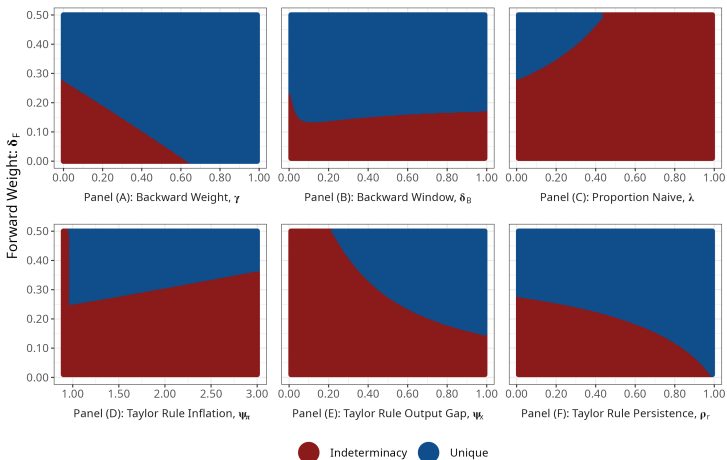 Forward Weight: δF
0.50
0.40
0.30
0.20
0.10
0.00
0.00 0.20 0.40 0.60 0.80 1.00
Panel (A): Backward Weight, γ
0.00 0.20 0.40 0.60 0.80 1.00
Panel (B): Backward Window, δB
0.00 0.20 0.40 0.60 0.80 1.00
Panel (C): Proportion Naive, λ
0.50
0.40
0.30
0.20
0.10
0.00
1.00 1.50 2.00 2.50 3.00
Panel (D): Taylor Rule Inflation, ψπ
0.00 0.20 0.40 0.60 0.80 1.00
Panel (E): Taylor Rule Output Gap, ψx
0.00 0.20 0.40 0.60 0.80 1.00
Panel (F): Taylor Rule Persistence, ρr
Indeterminacy Unique